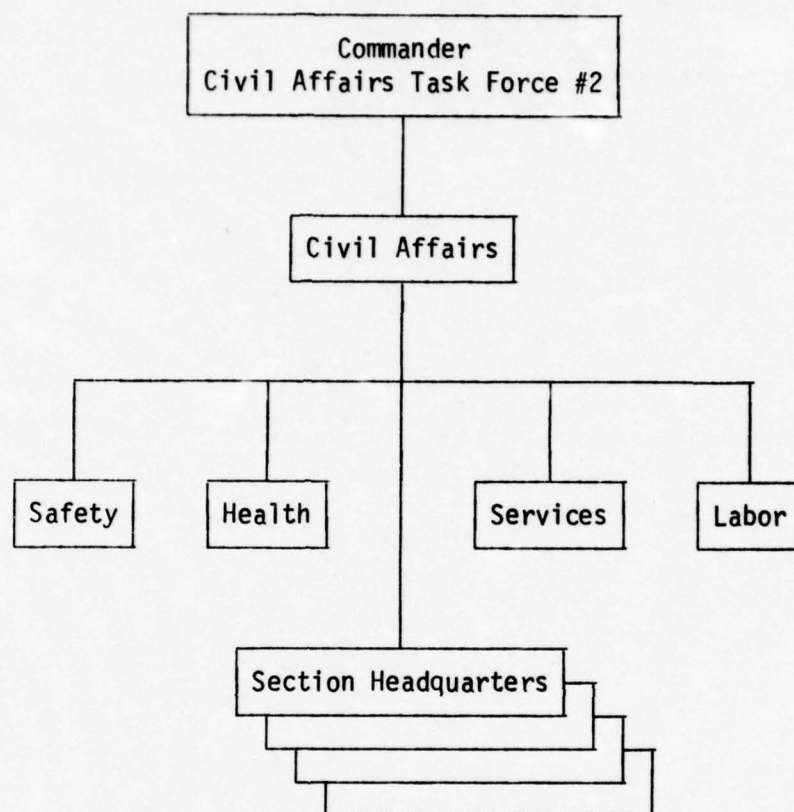 Commander
Civil Affairs Task Force #2
Civil Affairs
Safety
Health
Services
Labor
Section Headquarters